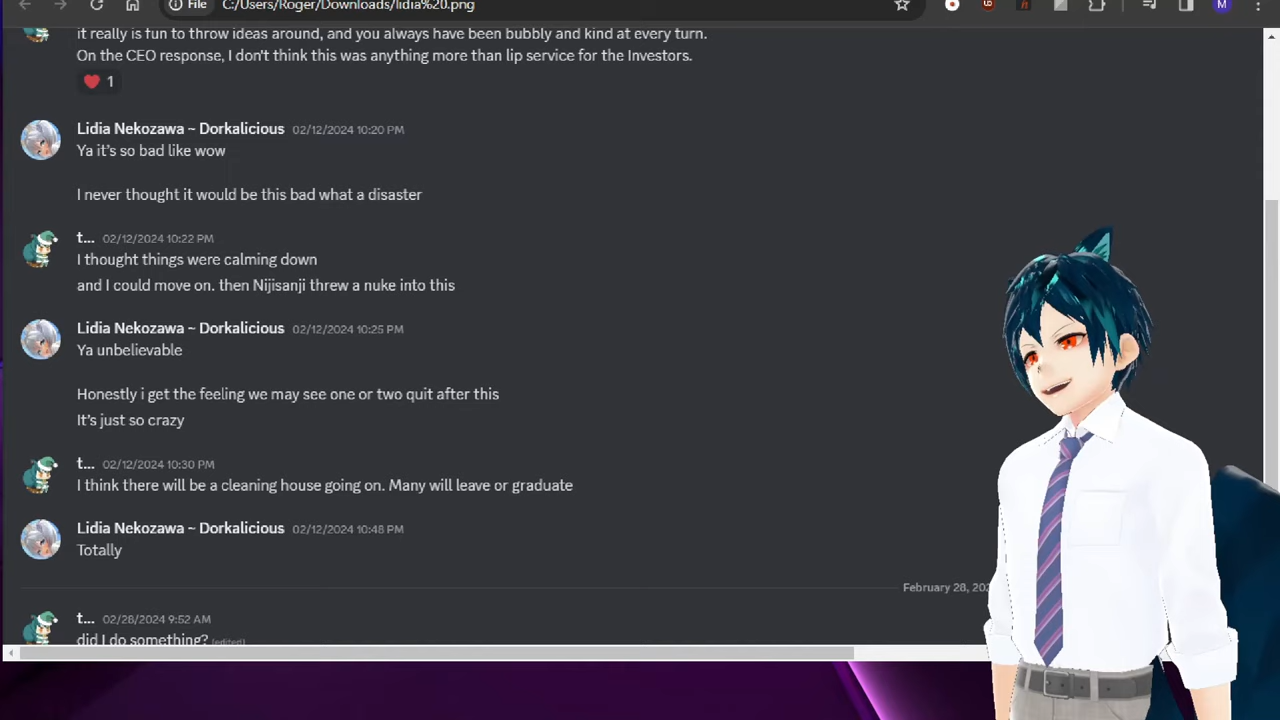 File C:/Users/Roger/Downloads/lidia%20.png
M
it really is fun to throw ideas around, and you always have been bubbly and kind at every turn.
On the CEO response, I don't think this was anything more than lip service for the Investors.
❤ 1
Lidia Nekozawa ~ Dorkalicious 02/12/2024 10:20 PM
Ya it's so bad like wow
I never thought it would be this bad what a disaster
t... 02/12/2024 10:22 PM
I thought things were calming down
and I could move on. then Nijisanji threw a nuke into this
Lidia Nekozawa ~ Dorkalicious 02/12/2024 10:25 PM
Ya unbelievable
Honestly i get the feeling we may see one or two quit after this
It's just so crazy
t... 02/12/2024 10:30 PM
I think there will be a cleaning house going on. Many will leave or graduate
Lidia Nekozawa ~ Dorkalicious 02/12/2024 10:48 PM
Totally
February 28, 202
t... 02/28/2024 9:52 AM
did I do something? (edited)